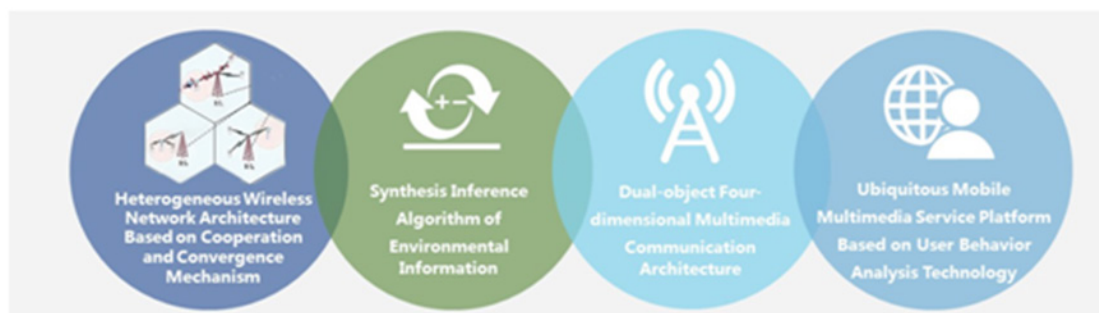 Heterogeneous Wireless
Network Architecture
Based on Cooperation
and Convergence
Mechanism
+−
Synthesis Inference
Algorithm of
Environmental
Information
Dual-object Four-
dimensional Multimedia
Communication
Architecture
Ubiquitous Mobile
Multimedia Service Platform
Based on User Behavior
Analysis Technology